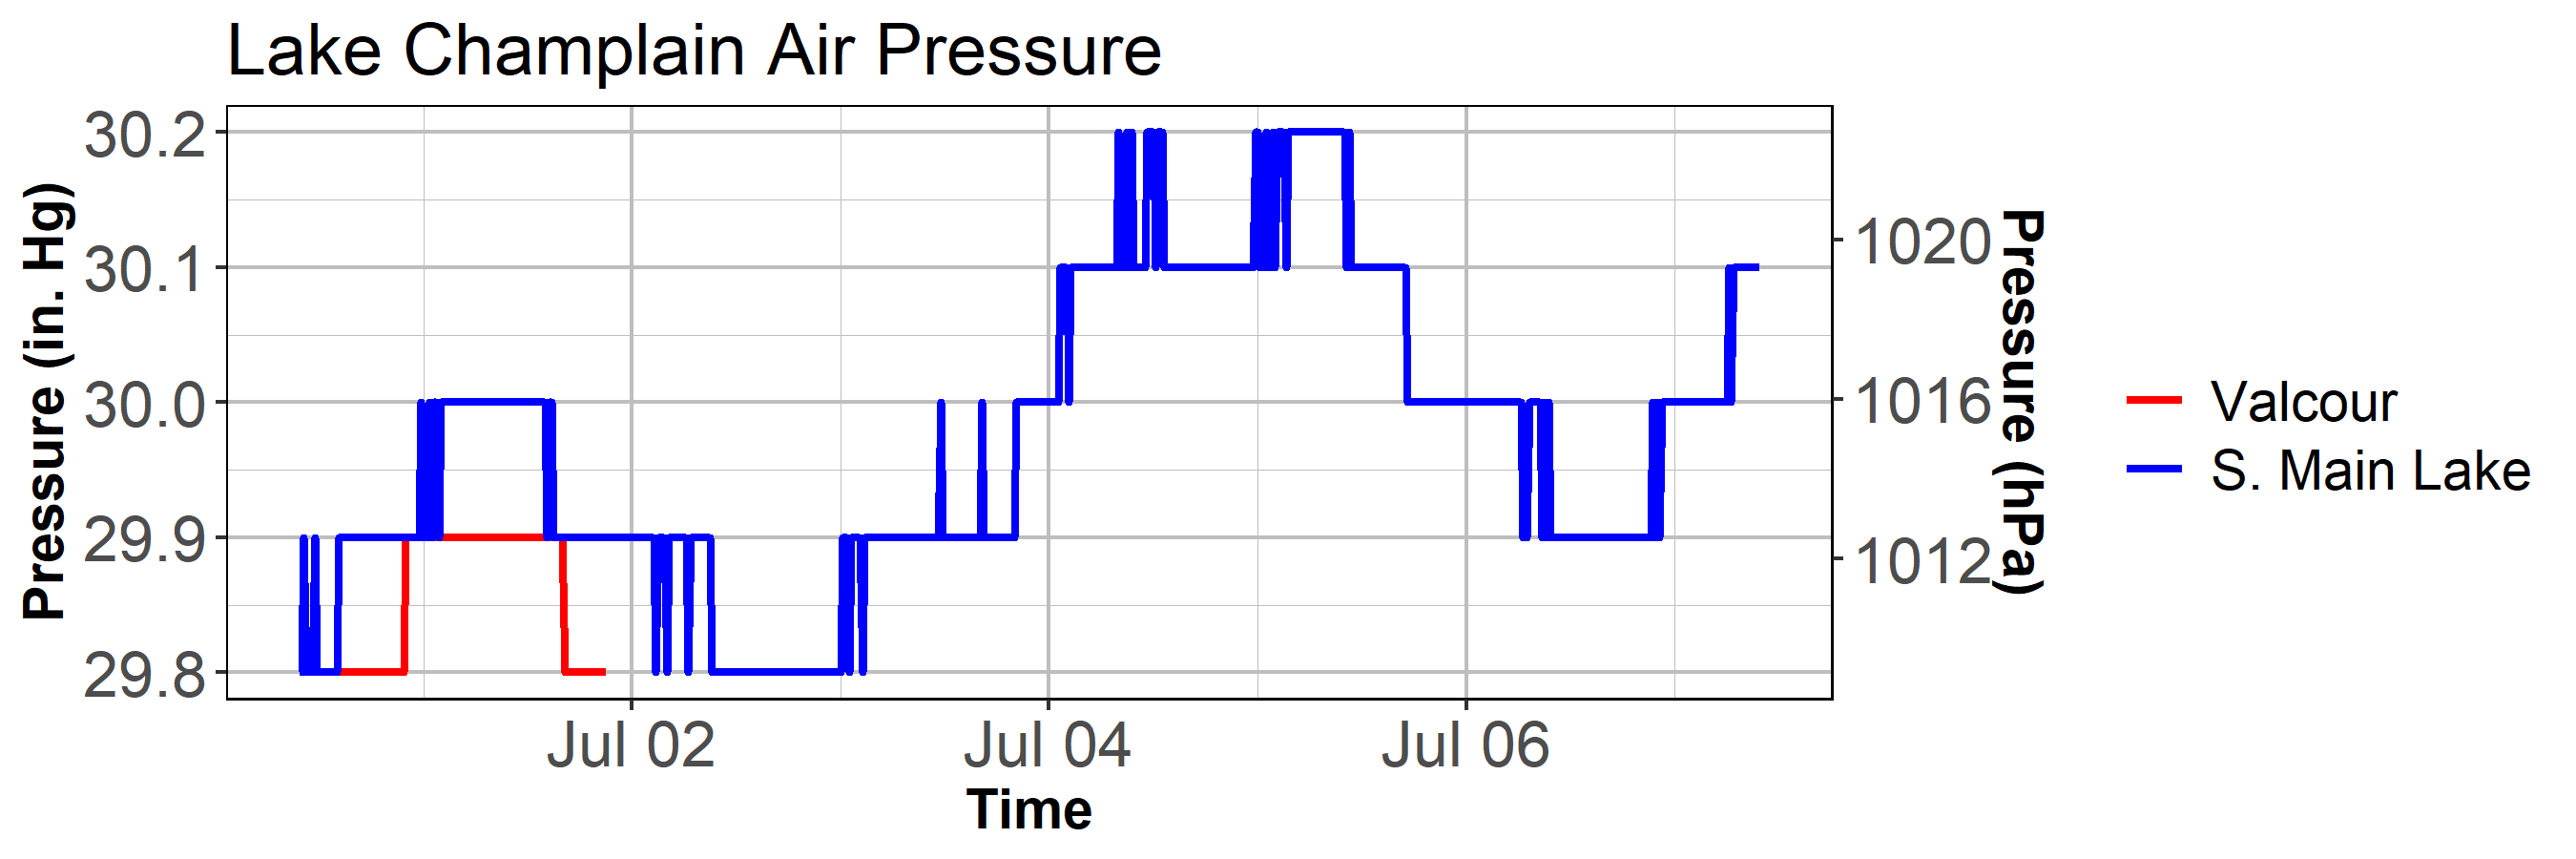 Lake Champlain Air Pressure
Pressure (in. Hg)
30.2
30.1
30.0
29.9
29.8
1020
1016
1012
Pressure (hPa)
Jul 02
Jul 04
Jul 06
Time
Valcour
S. Main Lake